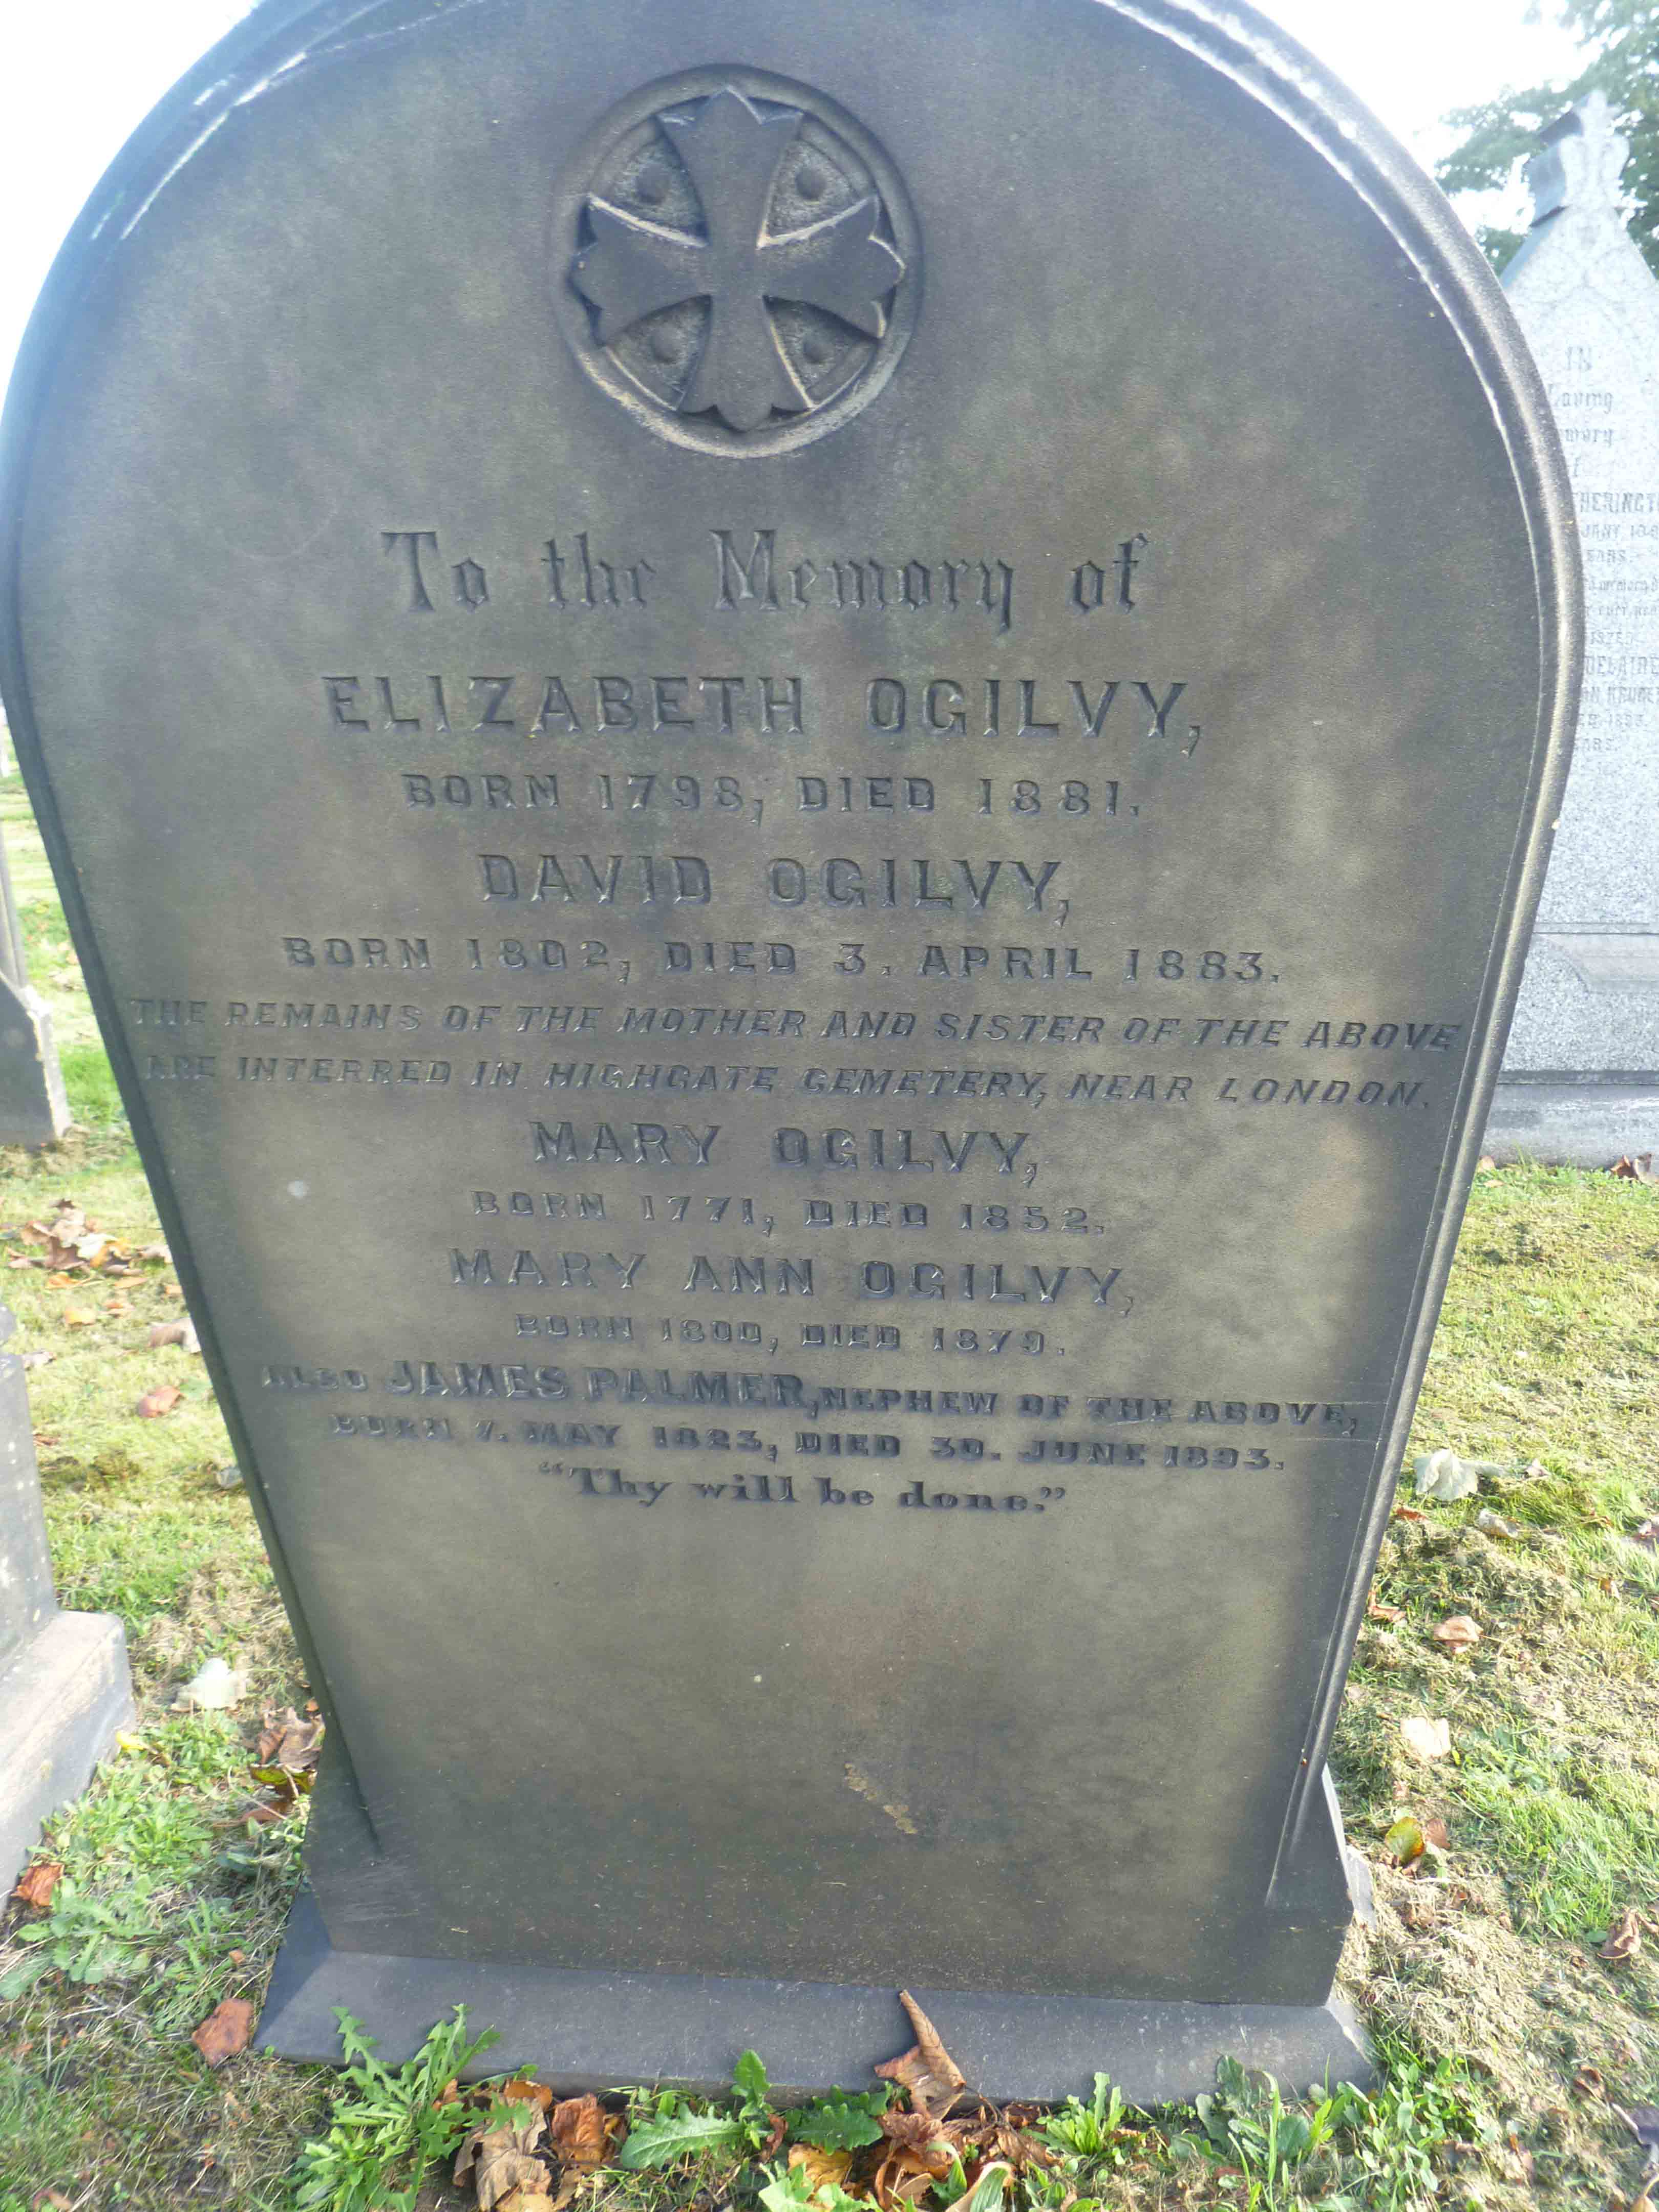 To the Memory of
ELIZABETH OGILVY,
BORN 1798, DIED 1881.
DAVID OGILVY,
BORN 1802, DIED 3. APRIL 1883.
THE REMAINS OF THE MOTHER AND SISTER OF THE ABOVE
ARE INTERRED IN HIGHGATE CEMETERY, NEAR LONDON.
MARY OGILVY,
BORN 1771, DIED 1852.
MARY ANN OGILVY,
BORN 1800, DIED 1879.
ALSO JAMES PALMER, NEPHEW OF THE ABOVE,
BORN 7. MAY 1823, DIED 30. JUNE 1893.
“Thy will be done.”
IN
Loving